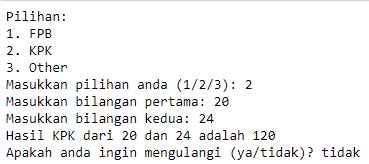 Pilihan:
1. FPB
2. KPK
3. Other
Masukkan pilihan anda (1/2/3): 2
Masukkan bilangan pertama: 20
Masukkan bilangan kedua: 24
Hasil KPK dari 20 dan 24 adalah 120
Apakah anda ingin mengulangi (ya/tidak)? tidak